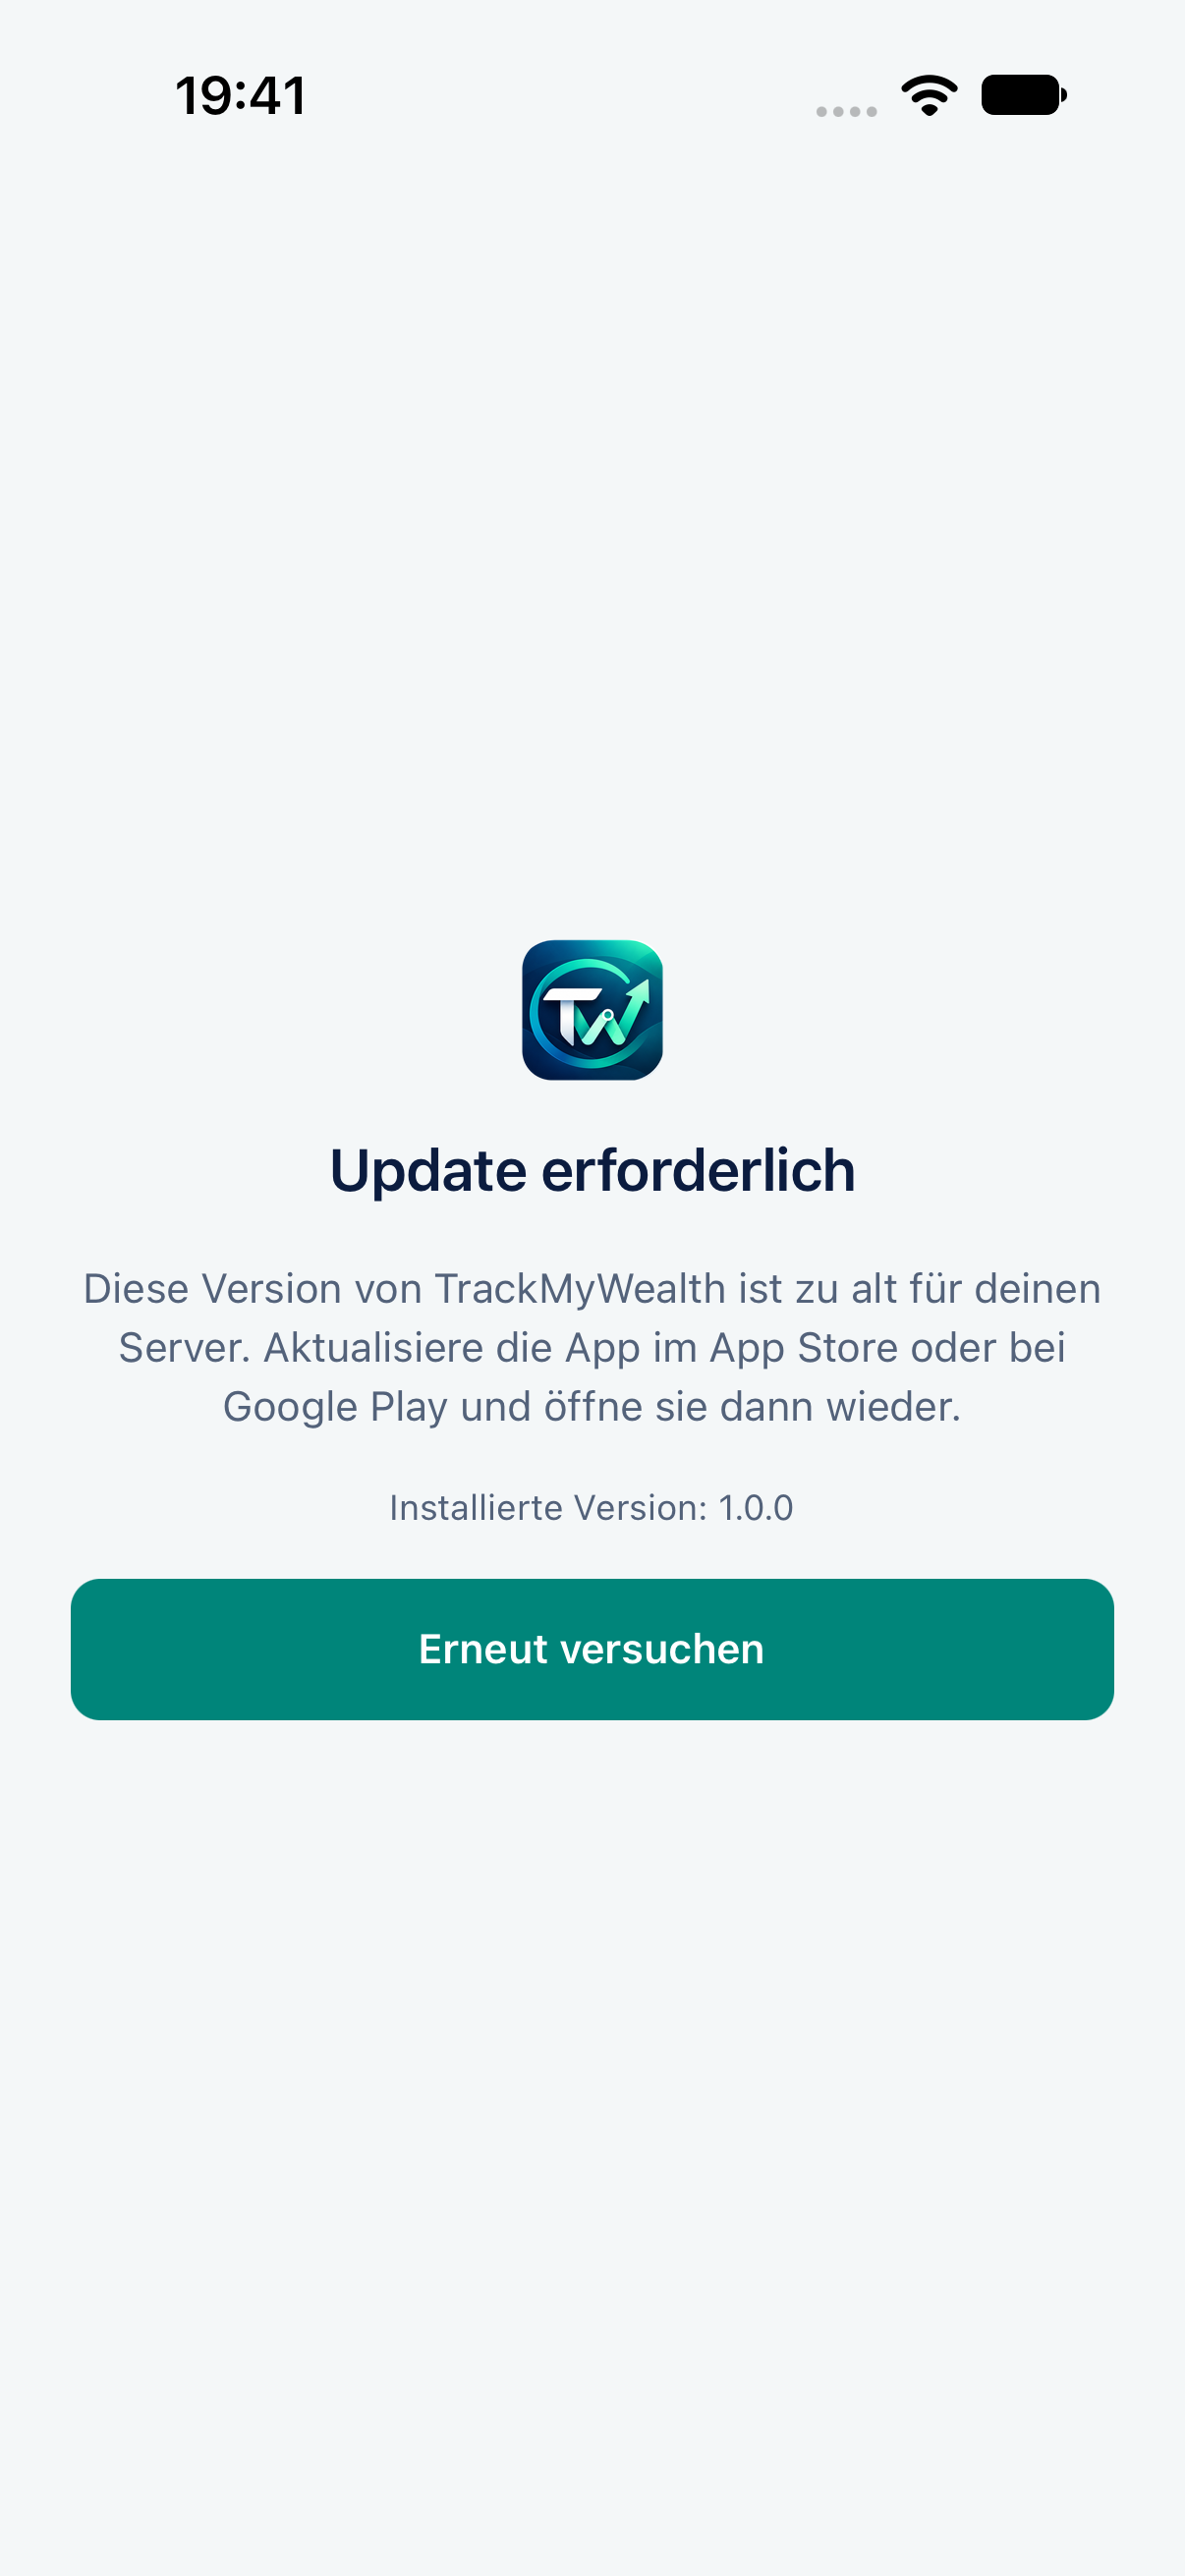 19:41
TW
Update erforderlich
Diese Version von TrackMyWealth ist zu alt für deinen
Server. Aktualisiere die App im App Store oder bei
Google Play und öffne sie dann wieder.
Installierte Version: 1.0.0
Erneut versuchen